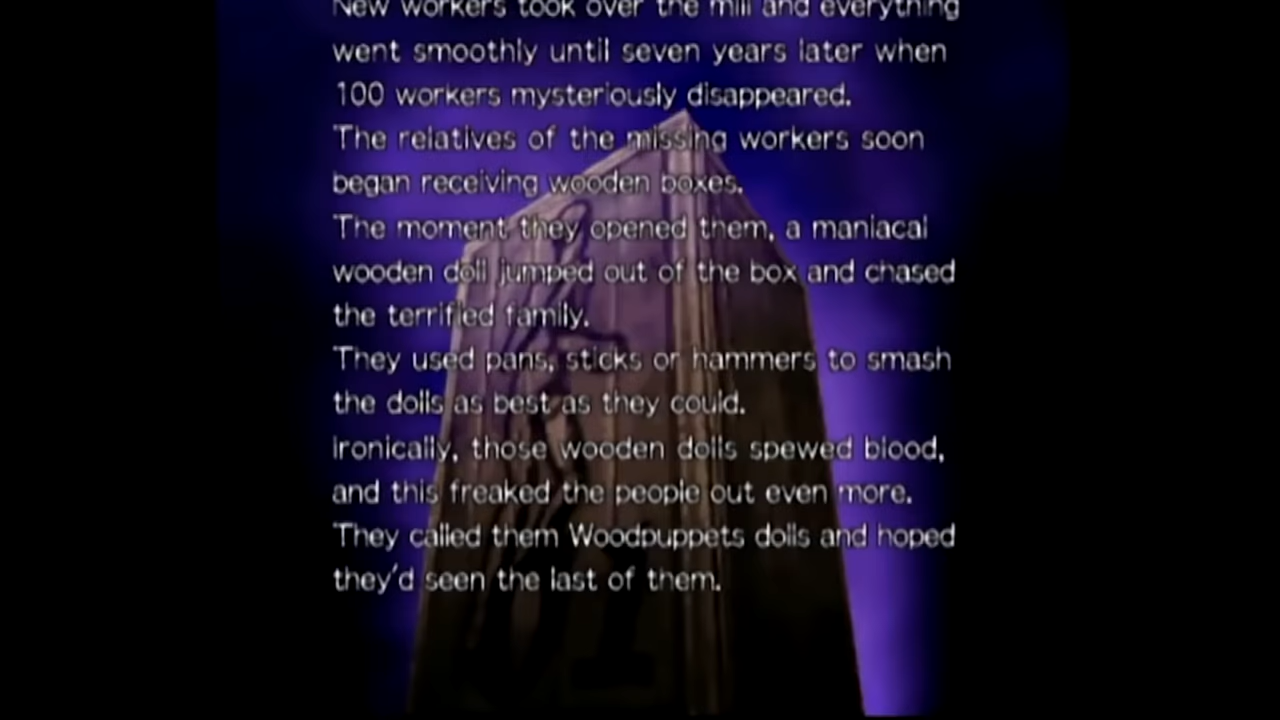 New workers took over the mill and everything
went smoothly until seven years later when
100 workers mysteriously disappeared.
The relatives of the missing workers soon
began receiving wooden boxes.
The moment they opened them, a maniacal
wooden doll jumped out of the box and chased
the terrified family.
They used pans, sticks or hammers to smash
the dolls as best as they could.
Ironically, those wooden dolls spewed blood,
and this freaked the people out even more.
They called them Woodpuppets dolls and hoped
they'd seen the last of them.